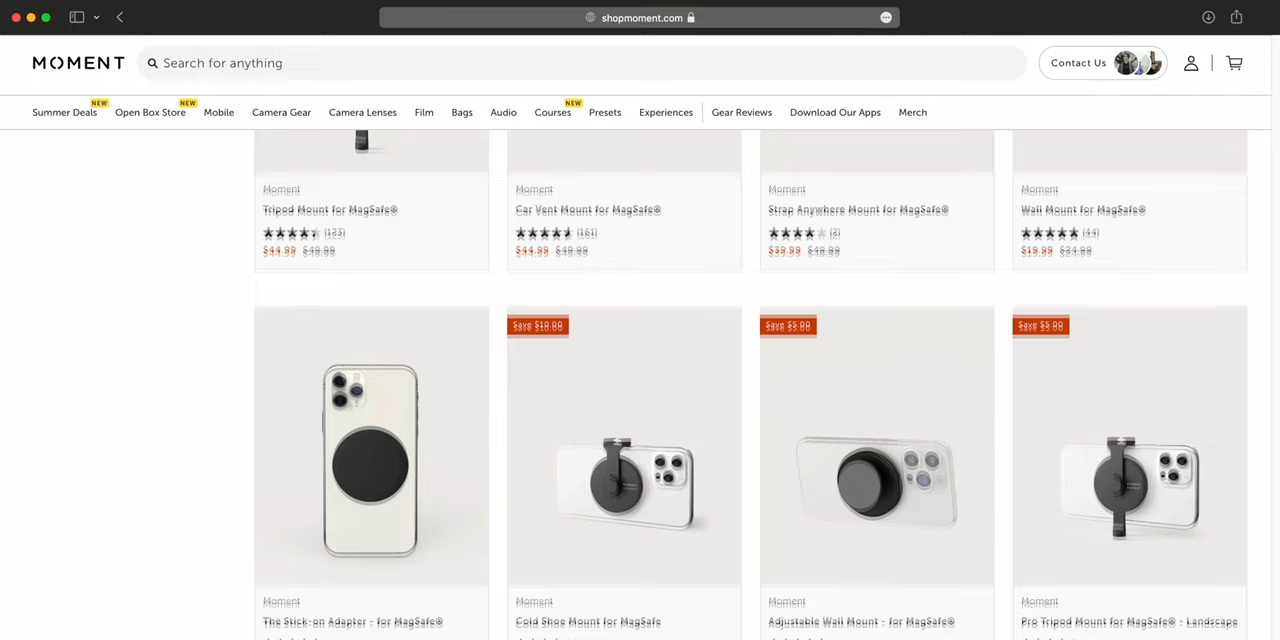 shopmoment.com
MOMENT
Search for anything
Contact Us
NEW
NEW
NEW
Summer Deals
Open Box Store
Mobile
Camera Gear
Camera Lenses
Film
Bags
Audio
Courses
Presets
Experiences
Gear Reviews
Download Our Apps
Merch
Moment
Tripod Mount for MagSafe®
(123)
$44.99 $49.99
Moment
Car Vent Mount for MagSafe®
(161)
$44.99 $49.99
Moment
Strap Anywhere Mount for MagSafe®
(2)
$39.99 $49.99
Moment
Wall Mount for MagSafe®
(44)
$19.99 $24.99
Moment
The Stick-on Adapter - for MagSafe®
Save $10.00
Moment
Cold Shoe Mount for MagSafe
Save $5.00
Moment
Adjustable Wall Mount - for MagSafe®
Save $5.00
Moment
Pro Tripod Mount for MagSafe® - Landscape